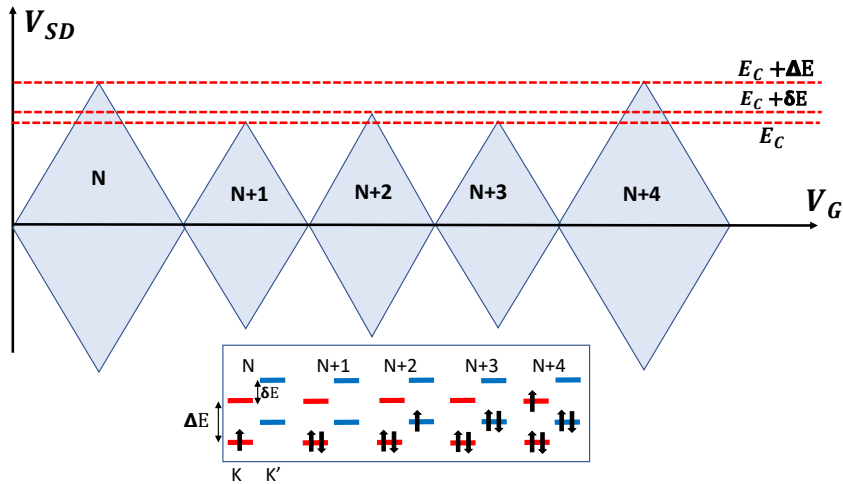 V_SD
E_C + ΔE
E_C + δE
E_C
N
N+1
N+2
N+3
N+4
V_G
N N+1 N+2 N+3 N+4
δE
ΔE
K K'